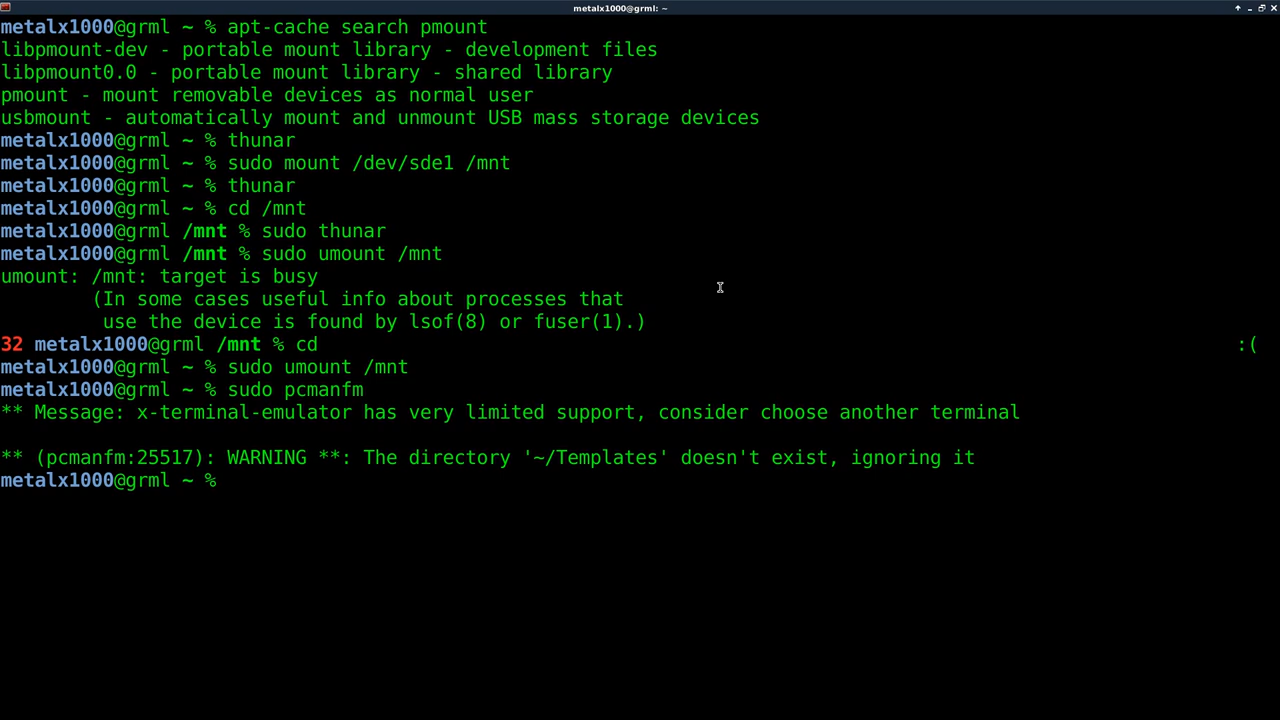 metalx1000@grml: ~
metalx1000@grml ~ % apt-cache search pmount
libpmount-dev - portable mount library - development files
libpmount0.0 - portable mount library - shared library
pmount - mount removable devices as normal user
usbmount - automatically mount and unmount USB mass storage devices
metalx1000@grml ~ % thunar
metalx1000@grml ~ % sudo mount /dev/sde1 /mnt
metalx1000@grml ~ % thunar
metalx1000@grml ~ % cd /mnt
metalx1000@grml /mnt % sudo thunar
metalx1000@grml /mnt % sudo umount /mnt
umount: /mnt: target is busy
        (In some cases useful info about processes that
         use the device is found by lsof(8) or fuser(1).)
32 metalx1000@grml /mnt % cd :(
metalx1000@grml ~ % sudo umount /mnt
metalx1000@grml ~ % sudo pcmanfm
** Message: x-terminal-emulator has very limited support, consider choose another terminal
** (pcmanfm:25517): WARNING **: The directory '~/Templates' doesn't exist, ignoring it
metalx1000@grml ~ %